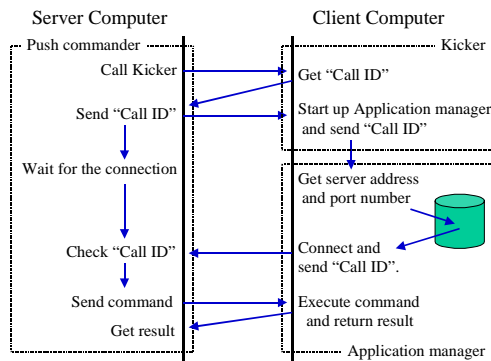 Server Computer
Client Computer
Push commander
Kicker
Call Kicker
Get “Call ID”
Send “Call ID”
Start up Application manager
and send “Call ID”
Wait for the connection
Get server address
and port number
Check “Call ID”
Connect and
send “Call ID”.
Send command
Execute command
and return result
Get result
Application manager